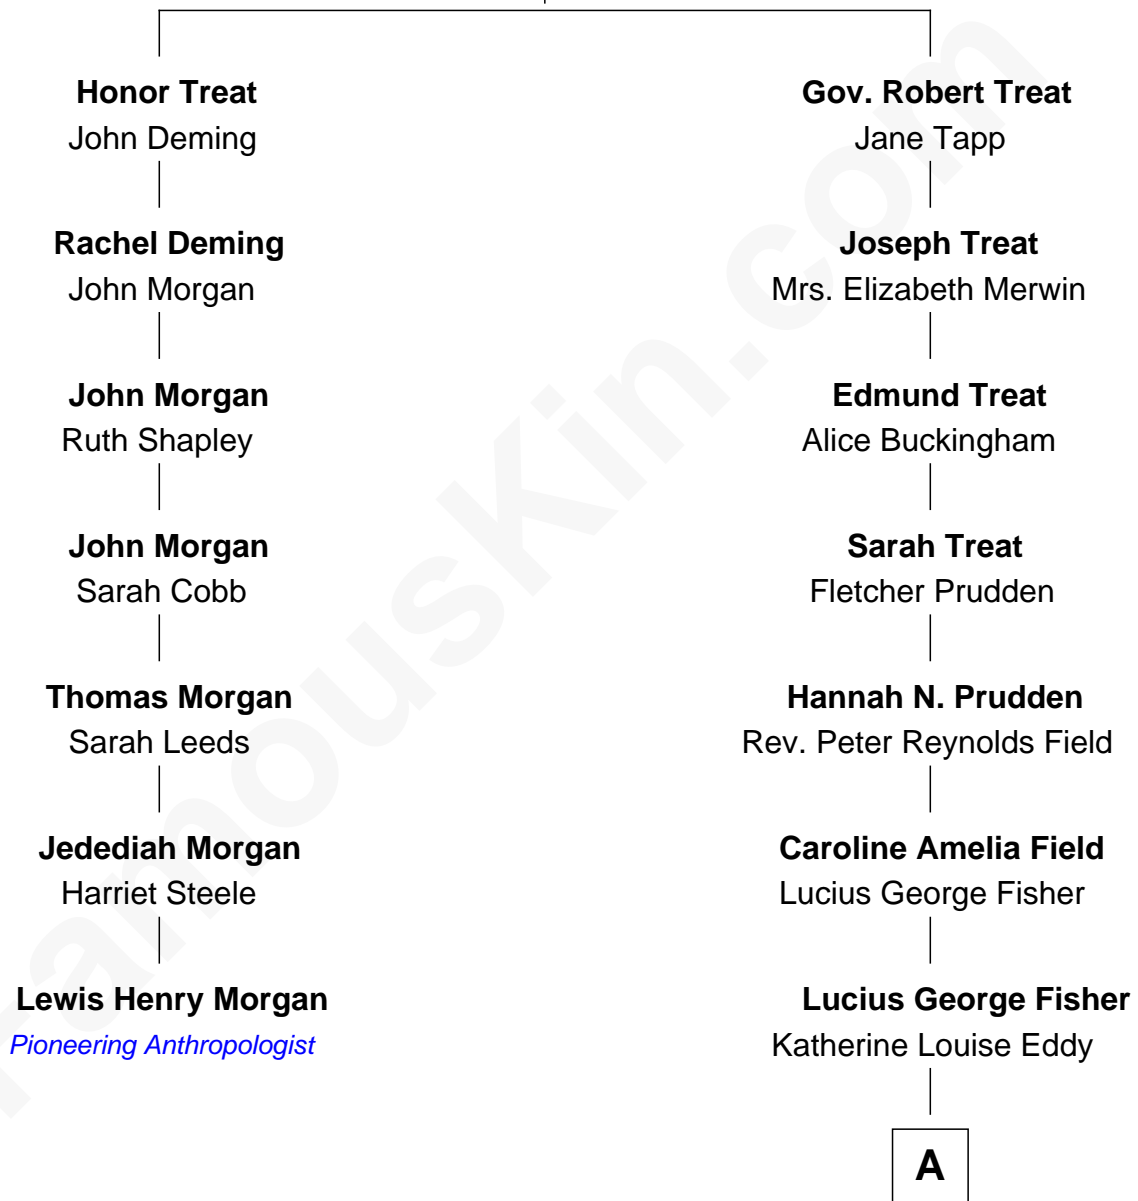 Honor Treat
John Deming
Gov. Robert Treat
Jane Tapp
Rachel Deming
John Morgan
Joseph Treat
Mrs. Elizabeth Merwin
John Morgan
Ruth Shapley
Edmund Treat
Alice Buckingham
John Morgan
Sarah Cobb
Sarah Treat
Fletcher Prudden
Thomas Morgan
Sarah Leeds
Hannah N. Prudden
Rev. Peter Reynolds Field
Jedediah Morgan
Harriet Steele
Caroline Amelia Field
Lucius George Fisher
Lewis Henry Morgan
Pioneering Anthropologist
Lucius George Fisher
Katherine Louise Eddy
A
FamousKin.com